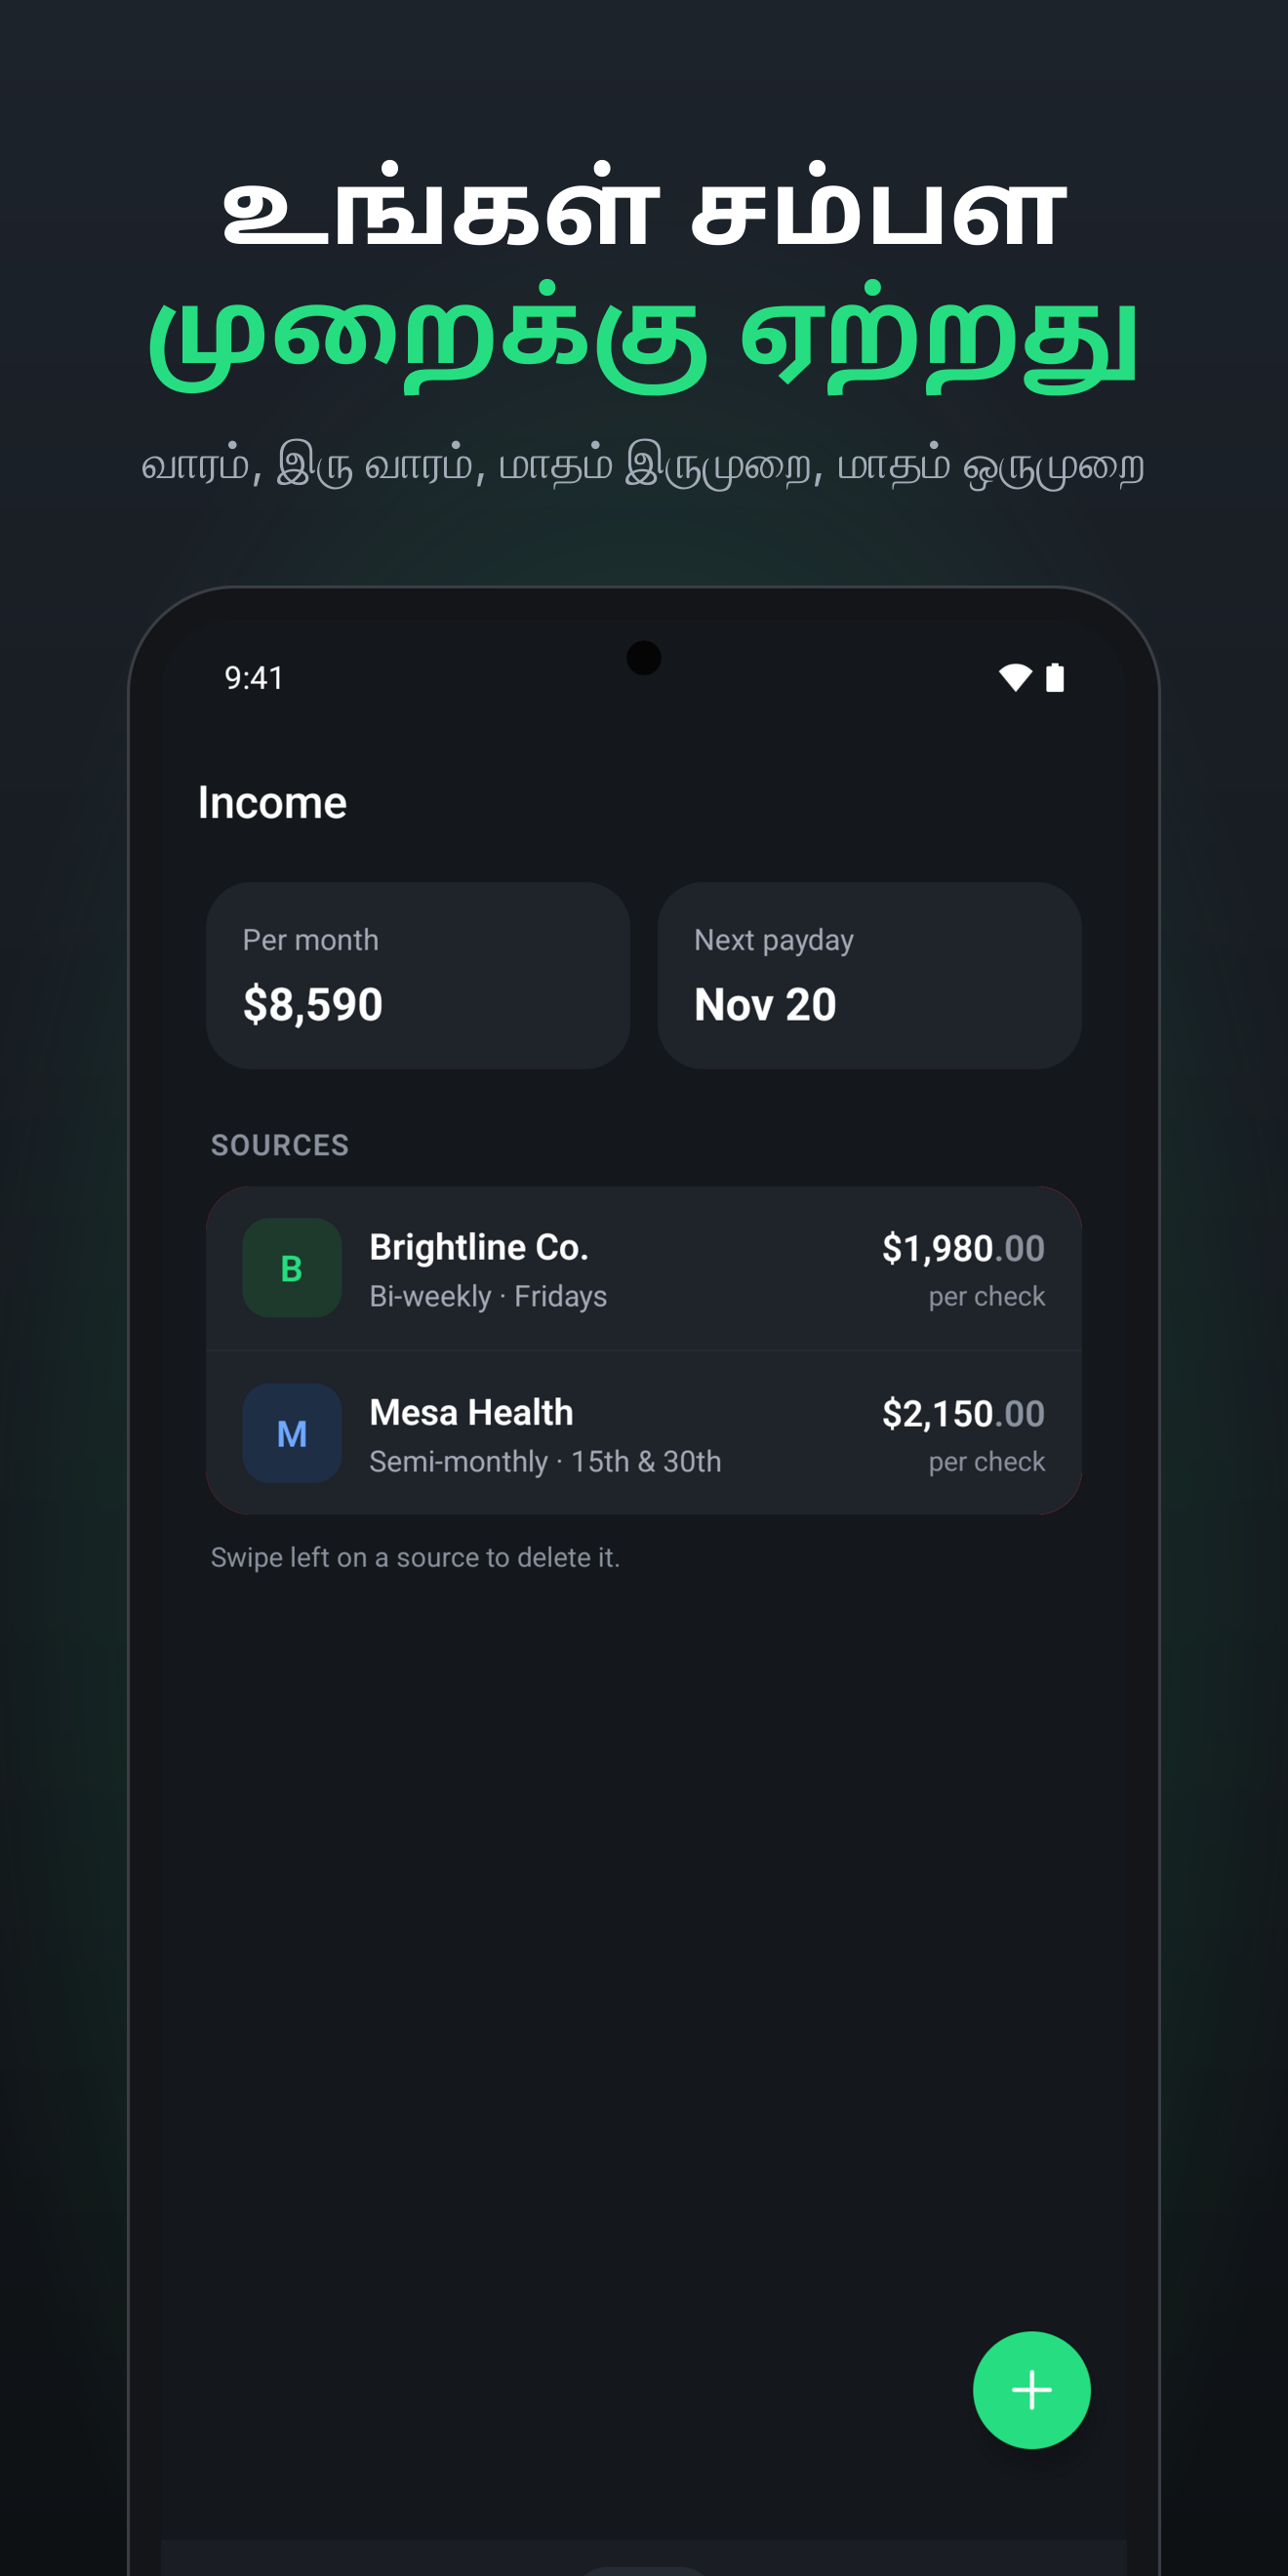 உங்கள் சம்பள
முறைக்கு ஏற்றது
வாரம், இரு வாரம், மாதம் இருமுறை, மாதம் ஒருமுறை
9:41
Income
Per month
$8,590
Next payday
Nov 20
SOURCES
B
Brightline Co.
Bi-weekly · Fridays
$1,980.00
per check
M
Mesa Health
Semi-monthly · 15th & 30th
$2,150.00
per check
Swipe left on a source to delete it.